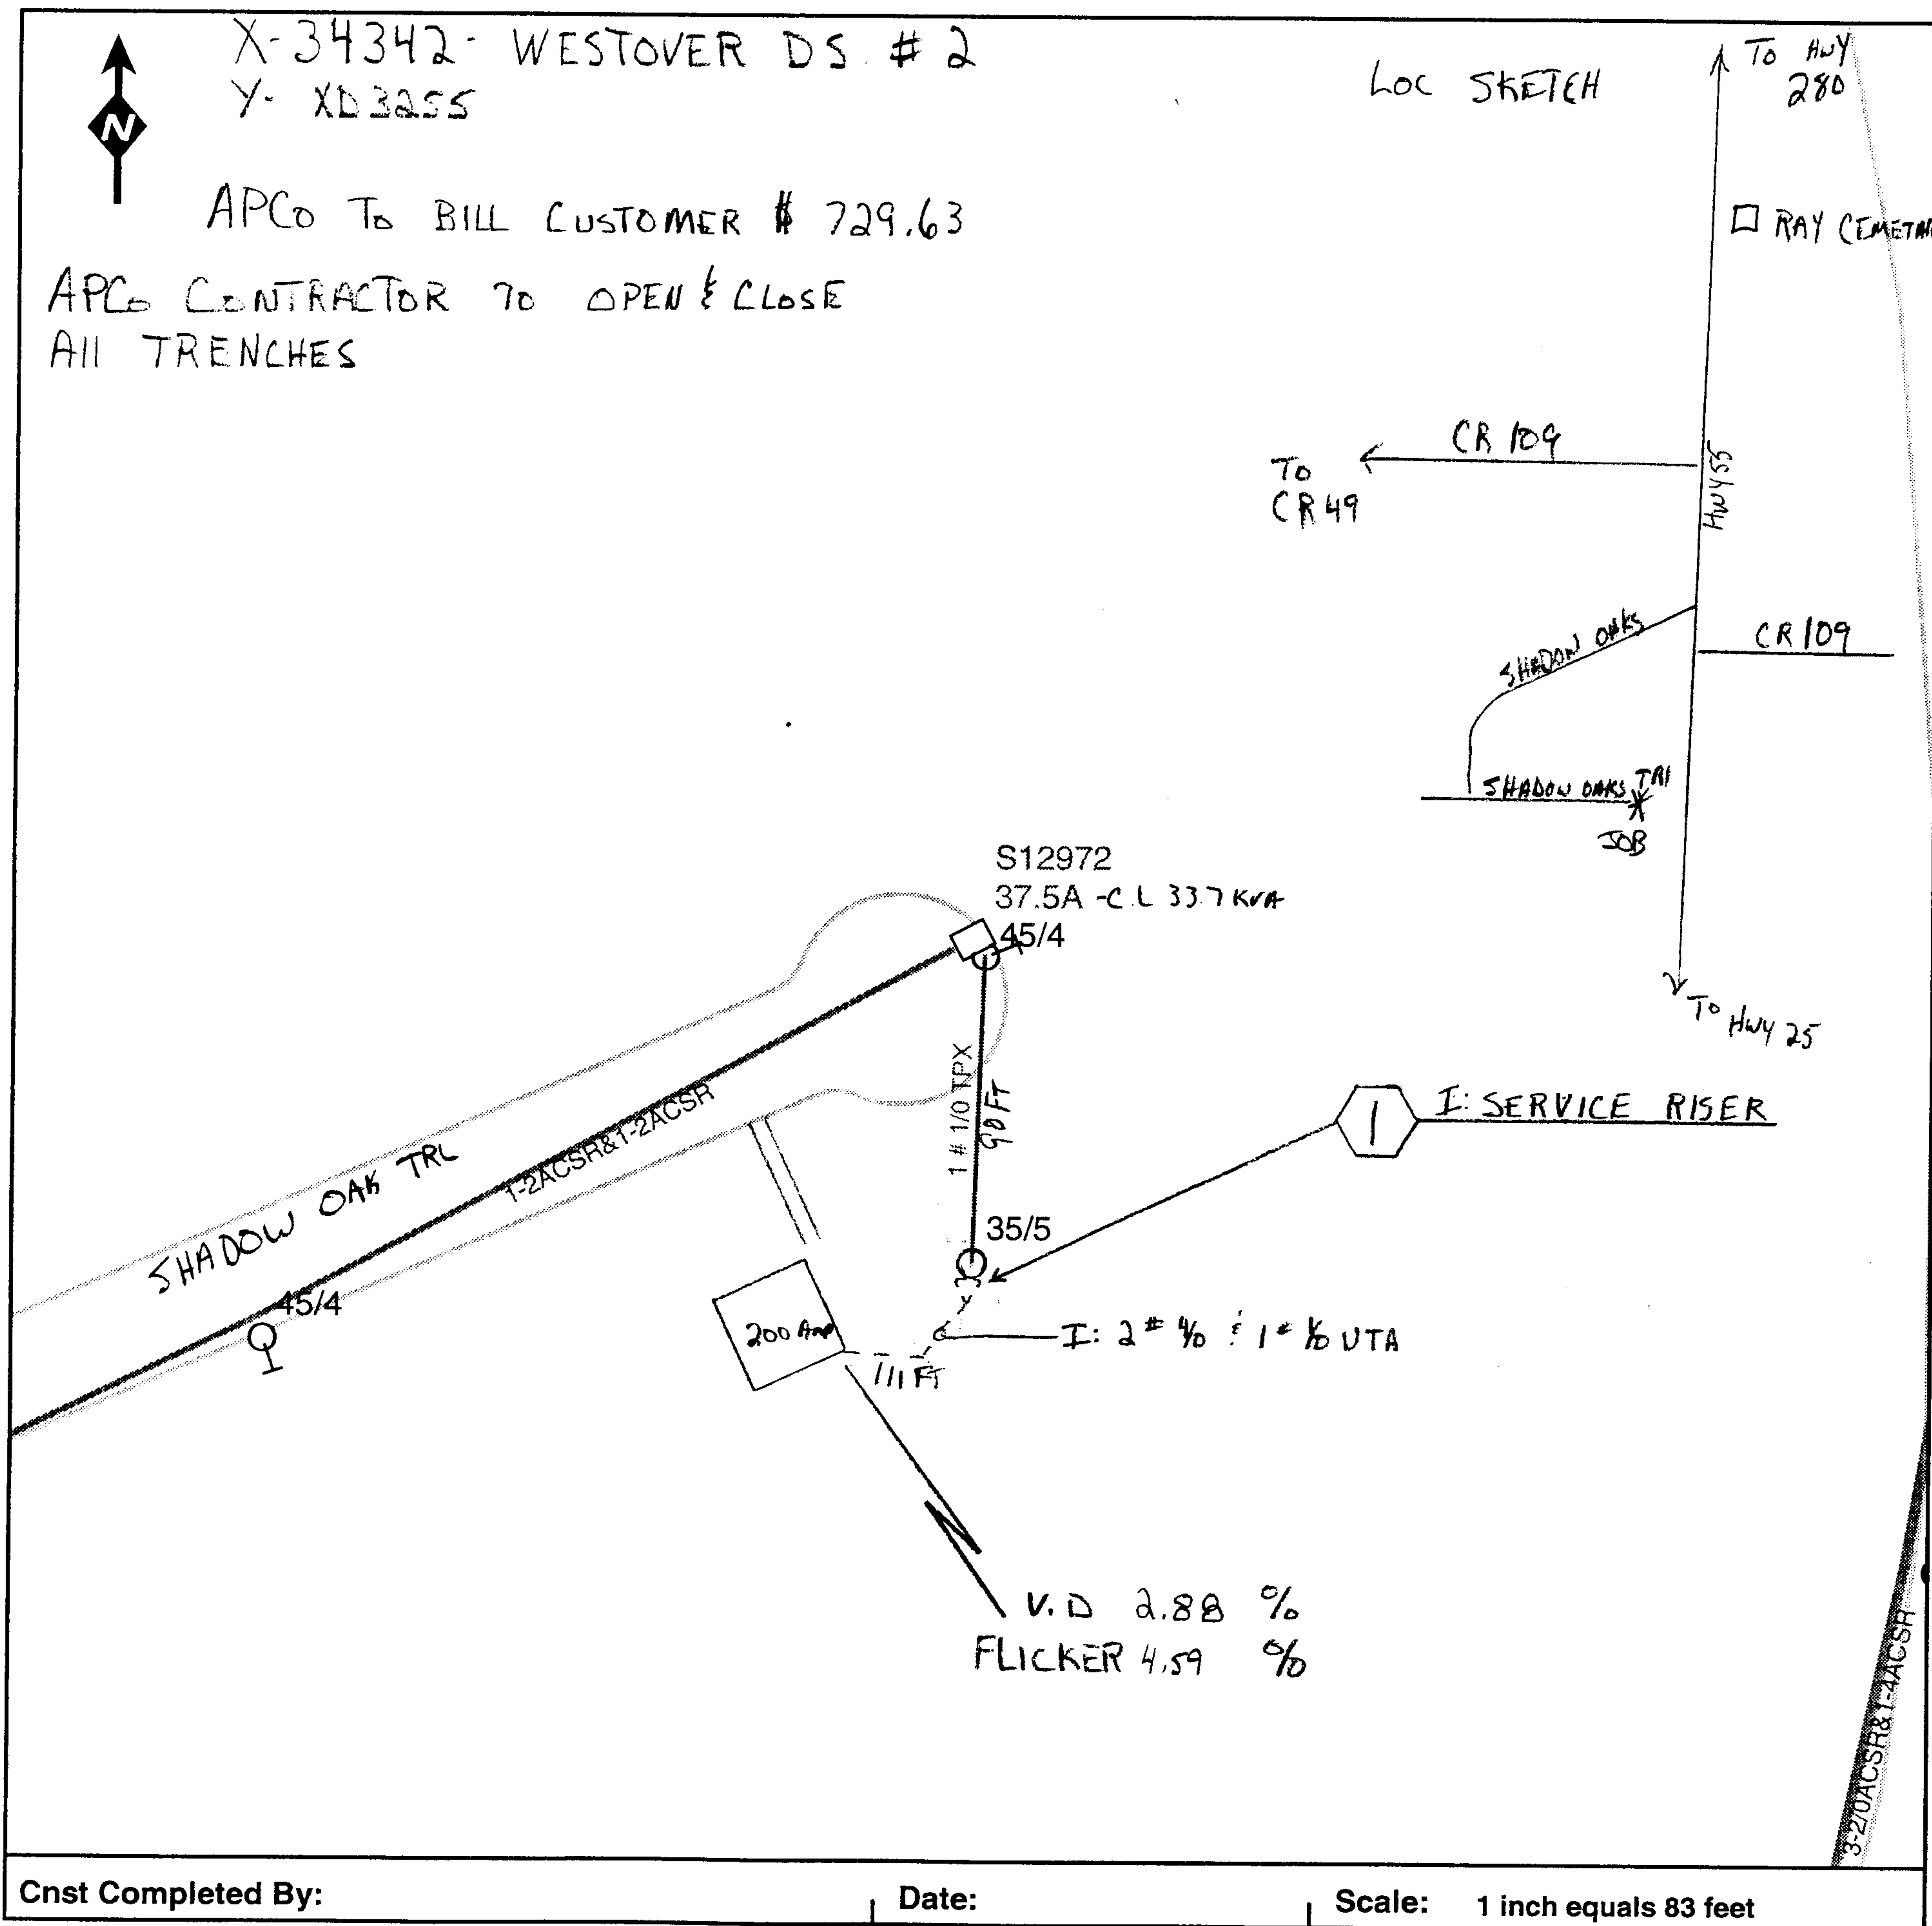 X-34342- WESTOVER DS. # 2
Y- XD3255
N
APCo To BILL CUSTOMER $ 729.63
APCo CONTRACTOR TO OPEN & CLOSE
All TRENCHES
LOC SKETCH
To HWY
280
RAY CEMETAR
CR 109
To
CR 49
HWY 55
SHADOW OAKS
CR 109
SHADOW OAKS TRl
JOB
To HWY 25
S12972
37.5A -C.L 33.7 KVA
45/4
1 # 1/0 TPX
90 FT
SHADOW OAK TRL
1-2ACSR&1-2ACSR
45/4
35/5
1
I: SERVICE RISER
200 Amp
111 FT
I: 2 # 4/0 & 1 # 1/0 UTA
V.D 2.88 %
FLICKER 4.59 %
3-2/0ACSR&1-4ACSR
Cnst Completed By:
Date:
Scale: 1 inch equals 83 feet